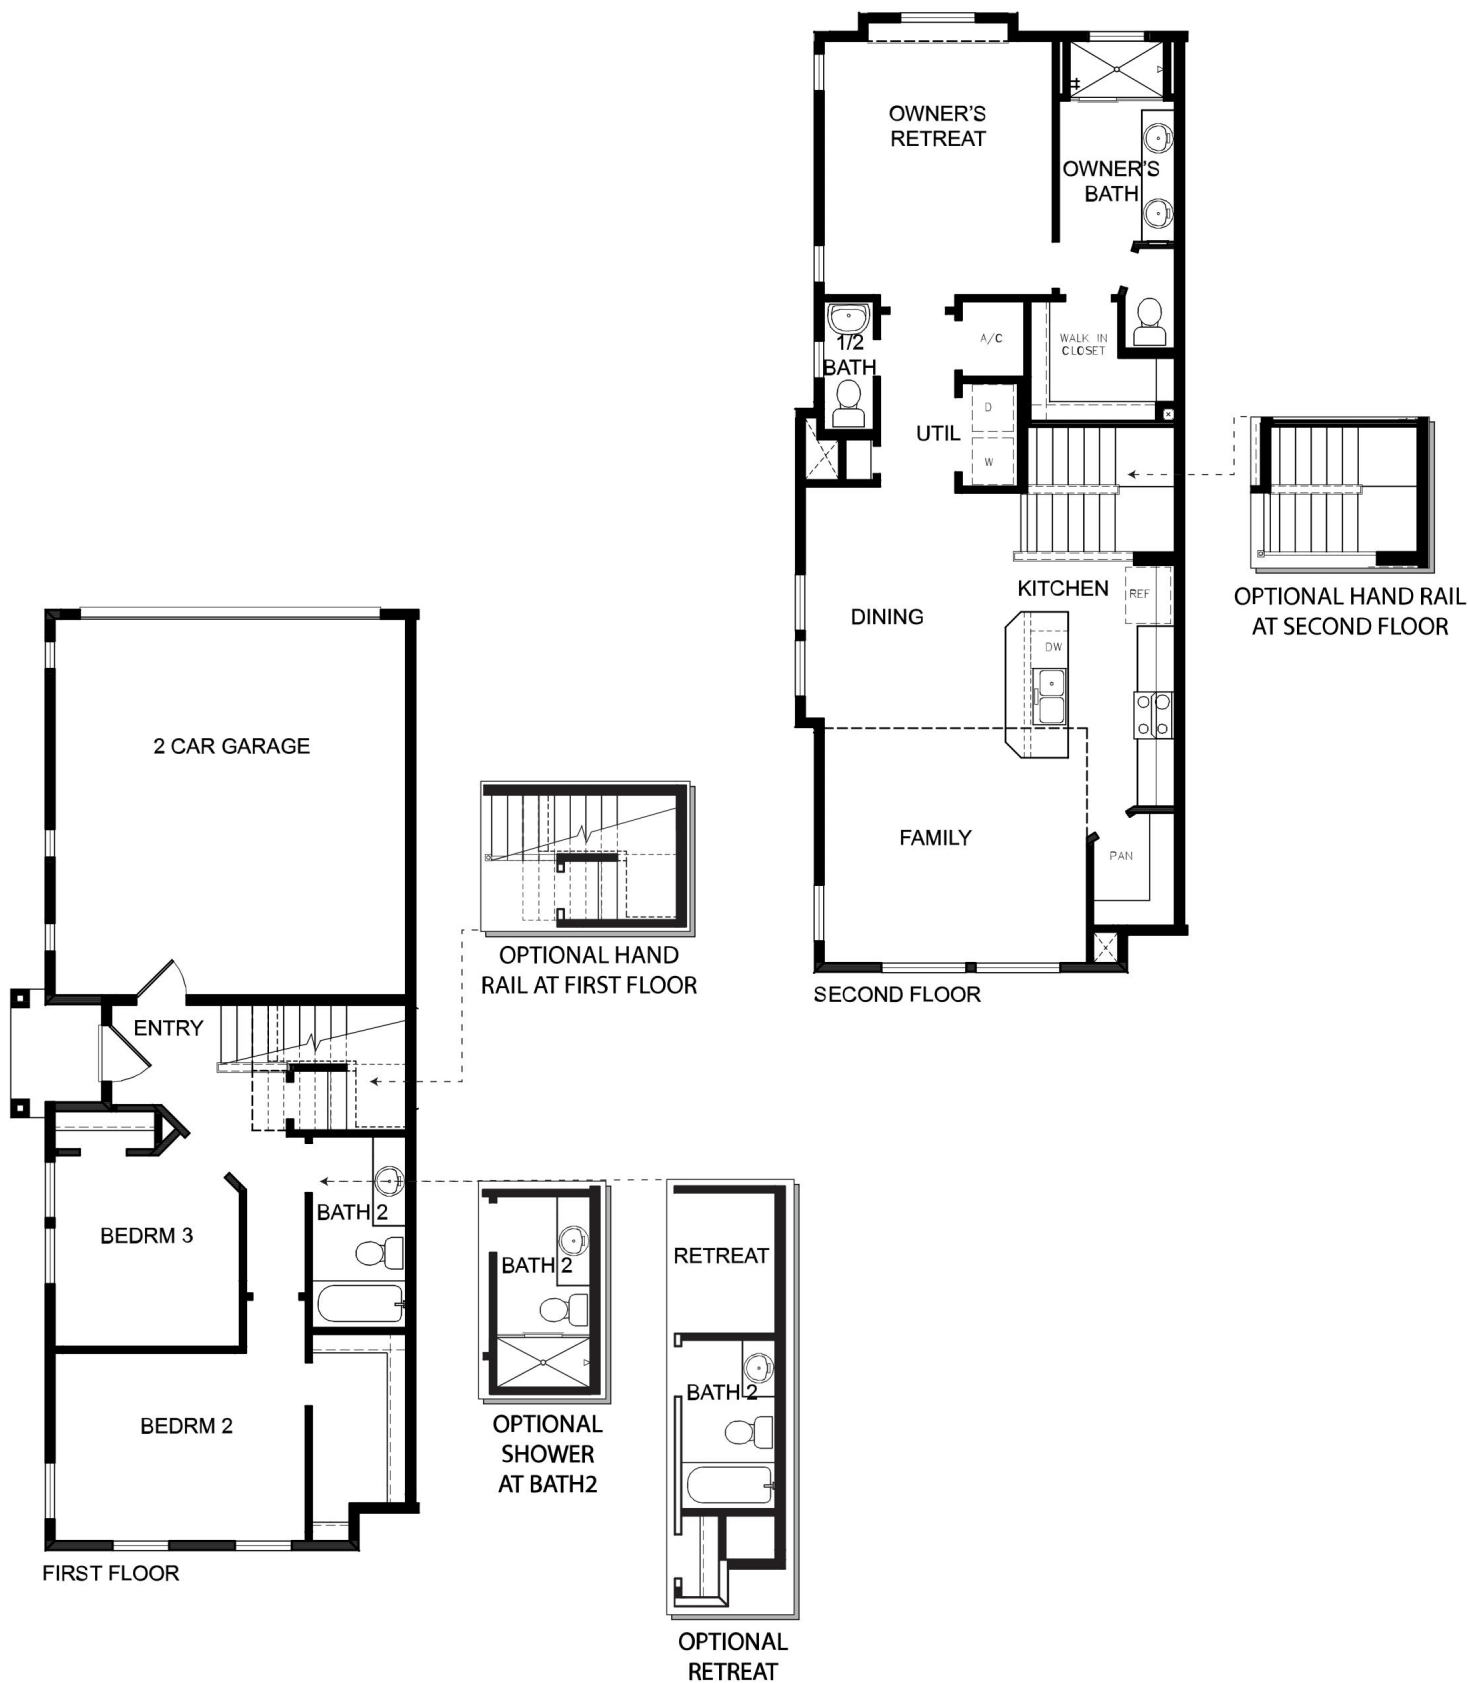 OWNER'S
RETREAT
OWNER'S
BATH
1/2
BATH
A/C
WALK IN
CLOSET
D
UTIL
W
KITCHEN
REF
DINING
DW
FAMILY
PAN
SECOND FLOOR
OPTIONAL HAND RAIL
AT SECOND FLOOR
2 CAR GARAGE
OPTIONAL HAND
RAIL AT FIRST FLOOR
ENTRY
BATH 2
BEDRM 3
BEDRM 2
FIRST FLOOR
BATH 2
OPTIONAL
SHOWER
AT BATH2
RETREAT
BATH 2
OPTIONAL
RETREAT